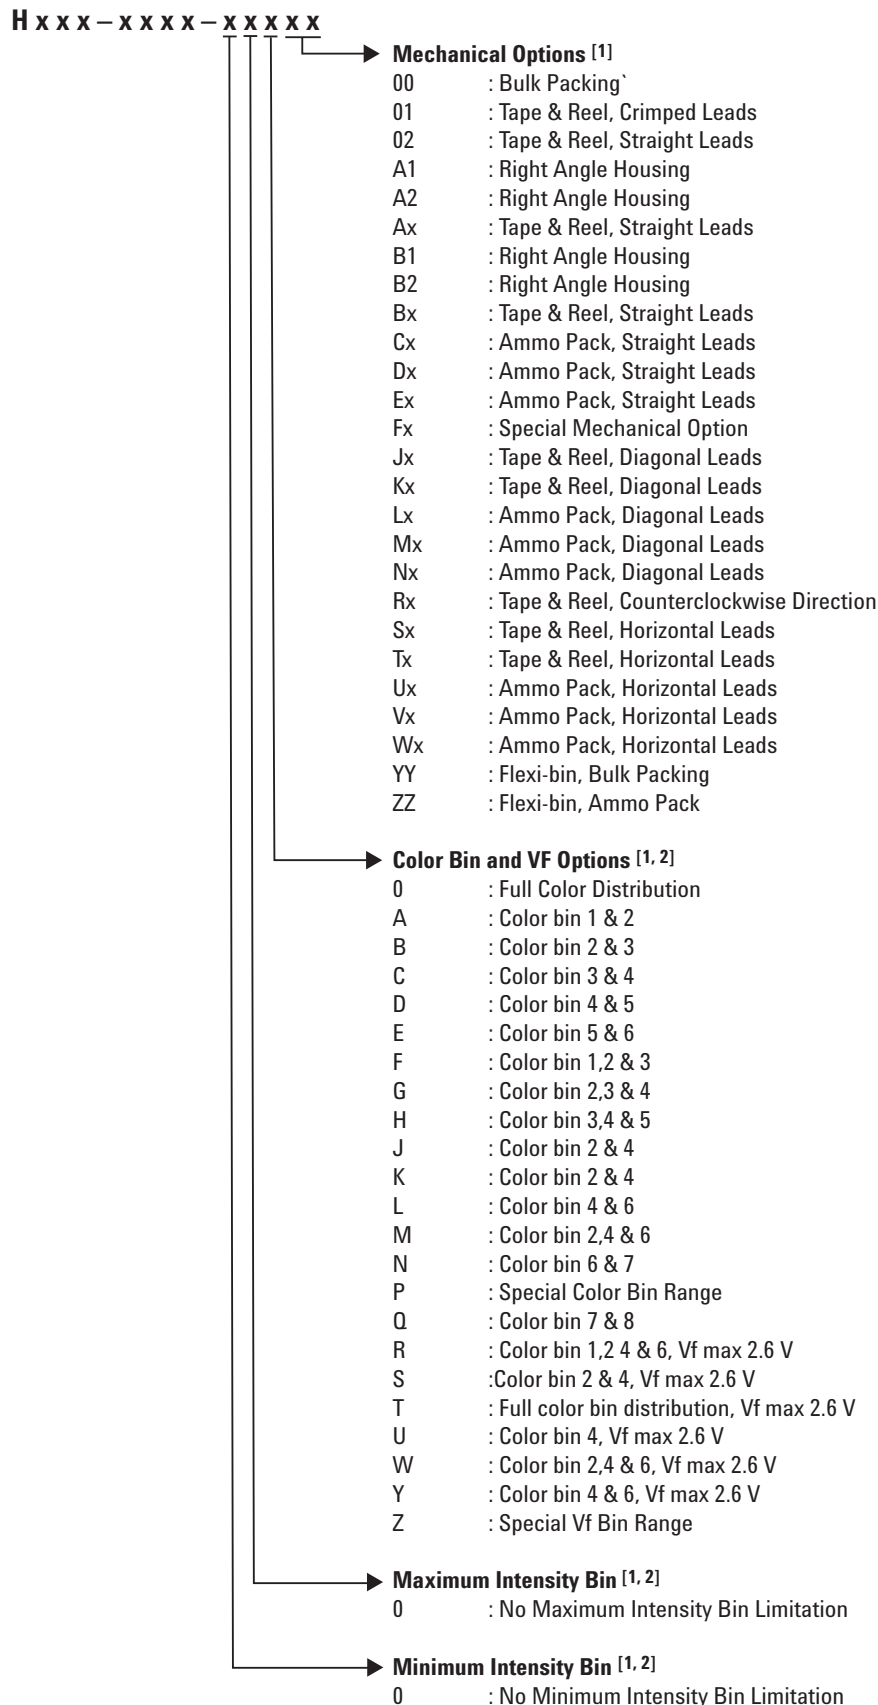 H x x x – x x x x – x x x x x
Mechanical Options [1]
00 : Bulk Packing`
01 : Tape & Reel, Crimped Leads
02 : Tape & Reel, Straight Leads
A1 : Right Angle Housing
A2 : Right Angle Housing
Ax : Tape & Reel, Straight Leads
B1 : Right Angle Housing
B2 : Right Angle Housing
Bx : Tape & Reel, Straight Leads
Cx : Ammo Pack, Straight Leads
Dx : Ammo Pack, Straight Leads
Ex : Ammo Pack, Straight Leads
Fx : Special Mechanical Option
Jx : Tape & Reel, Diagonal Leads
Kx : Tape & Reel, Diagonal Leads
Lx : Ammo Pack, Diagonal Leads
Mx : Ammo Pack, Diagonal Leads
Nx : Ammo Pack, Diagonal Leads
Rx : Tape & Reel, Counterclockwise Direction
Sx : Tape & Reel, Horizontal Leads
Tx : Tape & Reel, Horizontal Leads
Ux : Ammo Pack, Horizontal Leads
Vx : Ammo Pack, Horizontal Leads
Wx : Ammo Pack, Horizontal Leads
YY : Flexi-bin, Bulk Packing
ZZ : Flexi-bin, Ammo Pack
Color Bin and VF Options [1, 2]
0 : Full Color Distribution
A : Color bin 1 & 2
B : Color bin 2 & 3
C : Color bin 3 & 4
D : Color bin 4 & 5
E : Color bin 5 & 6
F : Color bin 1,2 & 3
G : Color bin 2,3 & 4
H : Color bin 3,4 & 5
J : Color bin 2 & 4
K : Color bin 2 & 4
L : Color bin 4 & 6
M : Color bin 2,4 & 6
N : Color bin 6 & 7
P : Special Color Bin Range
Q : Color bin 7 & 8
R : Color bin 1,2 4 & 6, Vf max 2.6 V
S :Color bin 2 & 4, Vf max 2.6 V
T : Full color bin distribution, Vf max 2.6 V
U : Color bin 4, Vf max 2.6 V
W : Color bin 2,4 & 6, Vf max 2.6 V
Y : Color bin 4 & 6, Vf max 2.6 V
Z : Special Vf Bin Range
Maximum Intensity Bin [1, 2]
0 : No Maximum Intensity Bin Limitation
Minimum Intensity Bin [1, 2]
0 : No Minimum Intensity Bin Limitation